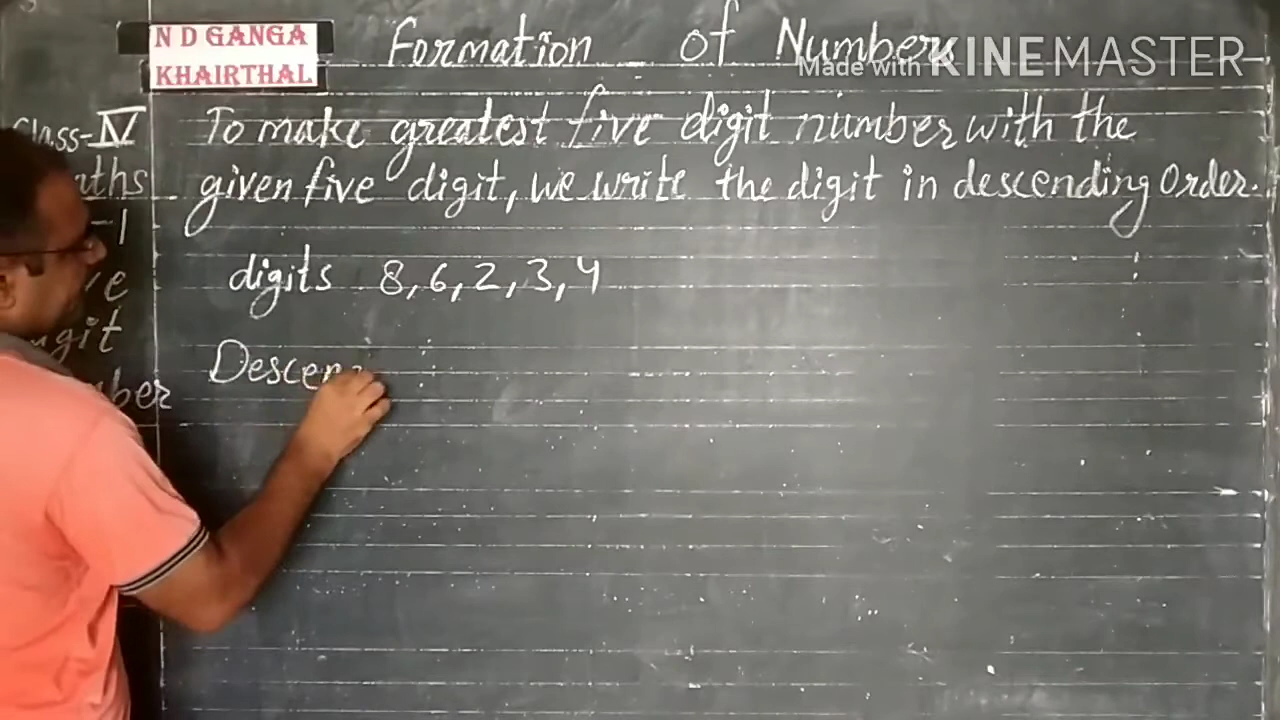 N D GANGA
KHAIRTHAL
Formation of Number
Made with KINEMASTER
Class-IV
To make greatest five digit number with the
given five digit, we write the digit in descending Order.
digits 8,6,2,3,4
Descen